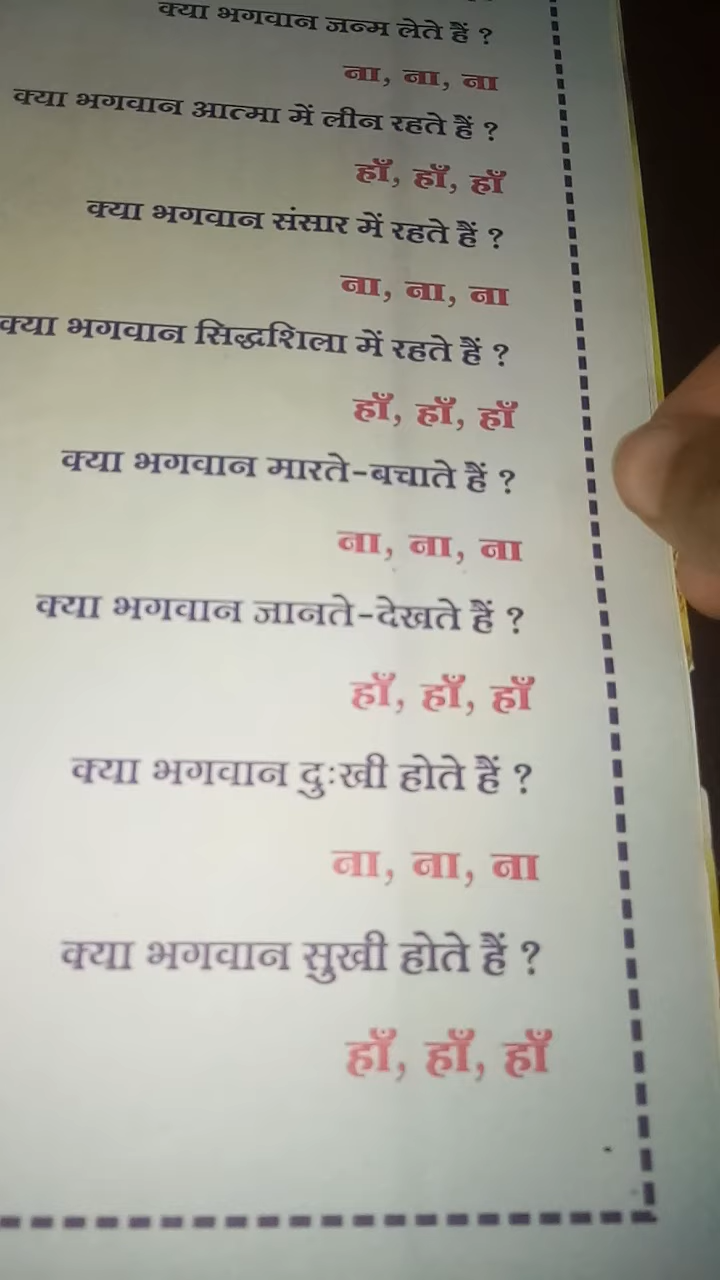 क्या भगवान जन्म लेते हैं ?
ना, ना, ना
क्या भगवान आत्मा में लीन रहते हैं ?
हाँ, हाँ, हाँ
क्या भगवान संसार में रहते हैं ?
ना, ना, ना
क्या भगवान सिद्धशिला में रहते हैं ?
हाँ, हाँ, हाँ
क्या भगवान मारते-बचाते हैं ?
ना, ना, ना
क्या भगवान जानते-देखते हैं ?
हाँ, हाँ, हाँ
क्या भगवान दुःखी होते हैं ?
ना, ना, ना
क्या भगवान सुखी होते हैं ?
हाँ, हाँ, हाँ